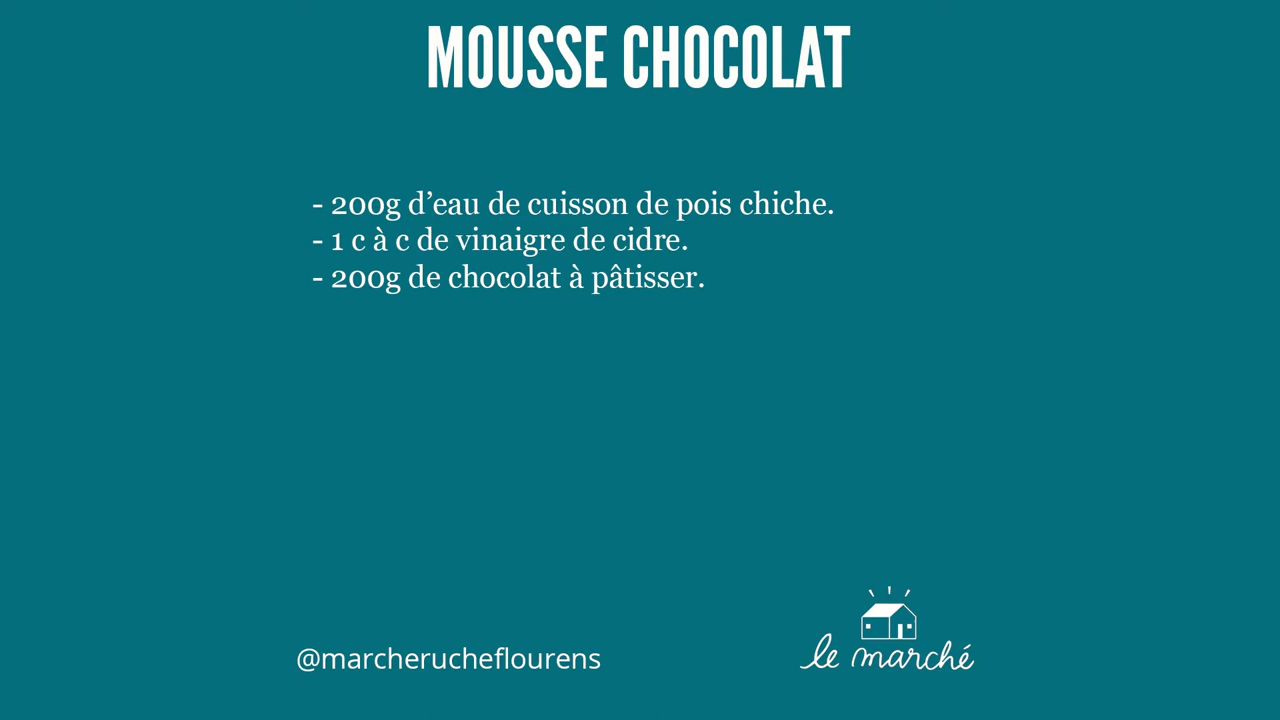 MOUSSE CHOCOLAT
- 200g d’eau de cuisson de pois chiche.
- 1 c à c de vinaigre de cidre.
- 200g de chocolat à pâtisser.
@marcherucheflourens
le marché